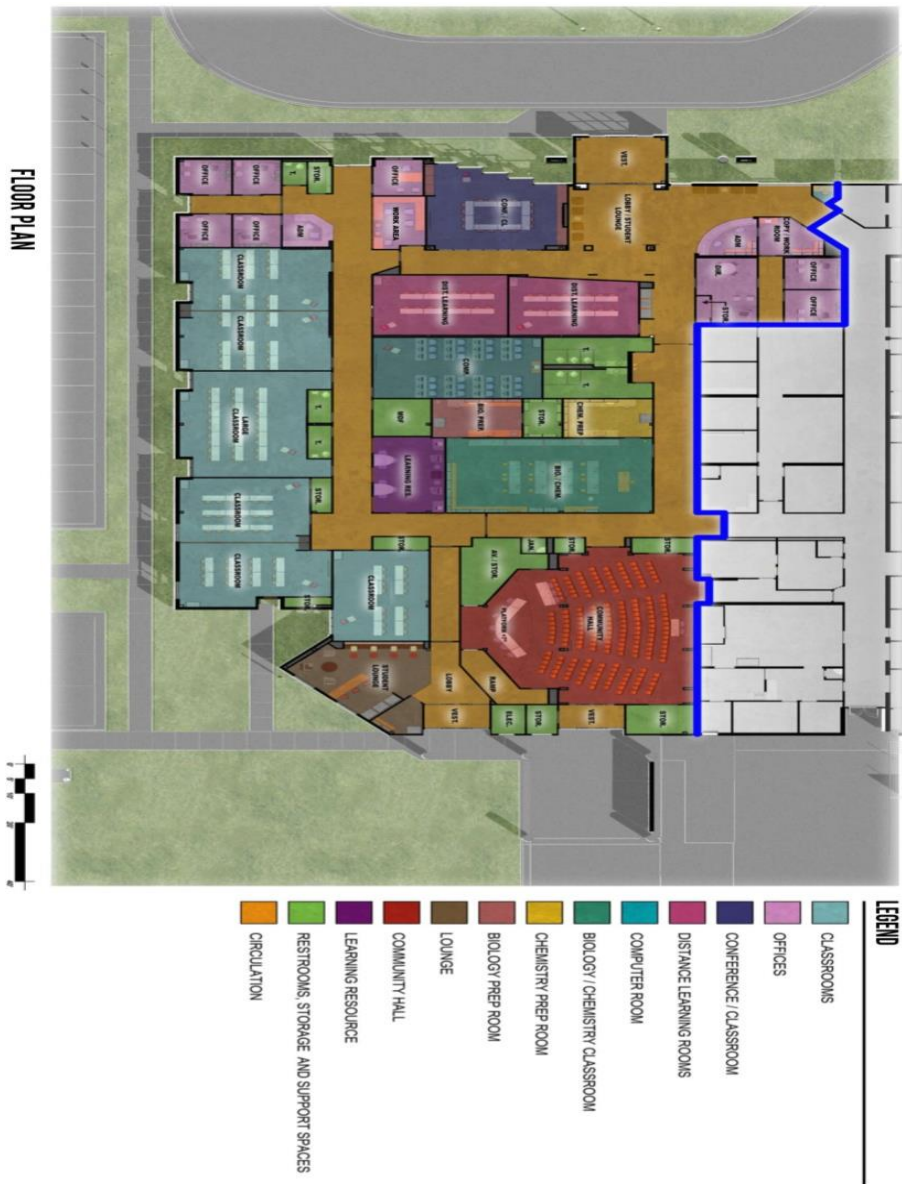 FLOOR PLAN
OFFICE
OFFICE
T.
STOR.
OFFICE
OFFICE
ADM
OFFICE
WORK AREA
CONF. / CL
VEST.
LOBBY / STUDENT
LOUNGE
COPY / WORK
ROOM
ADM
DIR.
STOR.
OFFICE
OFFICE
CLASSROOM
CLASSROOM
DIST. LEARNING
DIST. LEARNING
COMP.
T.
T.
LARGE
CLASSROOM
T.
T.
MDF
BIO. PREP
STOR.
CHEM. PREP
CLASSROOM
STOR.
LEARNING RES.
BIO. / CHEM.
CLASSROOM
STOR.
STOR.
CLASSROOM
AV / STOR.
JAN.
STOR.
STOR.
PLATFORM
COMMUNITY
HALL
STUDENT
LOUNGE
LOBBY
RAMP
VEST.
ELEC.
STOR.
VEST.
STOR.
LEGEND
CLASSROOMS
OFFICES
CONFERENCE / CLASSROOM
DISTANCE LEARNING ROOMS
COMPUTER ROOM
BIOLOGY / CHEMISTRY CLASSROOM
CHEMISTRY PREP ROOM
BIOLOGY PREP ROOM
LOUNGE
COMMUNITY HALL
LEARNING RESOURCE
RESTROOMS, STORAGE AND SUPPORT SPACES
CIRCULATION